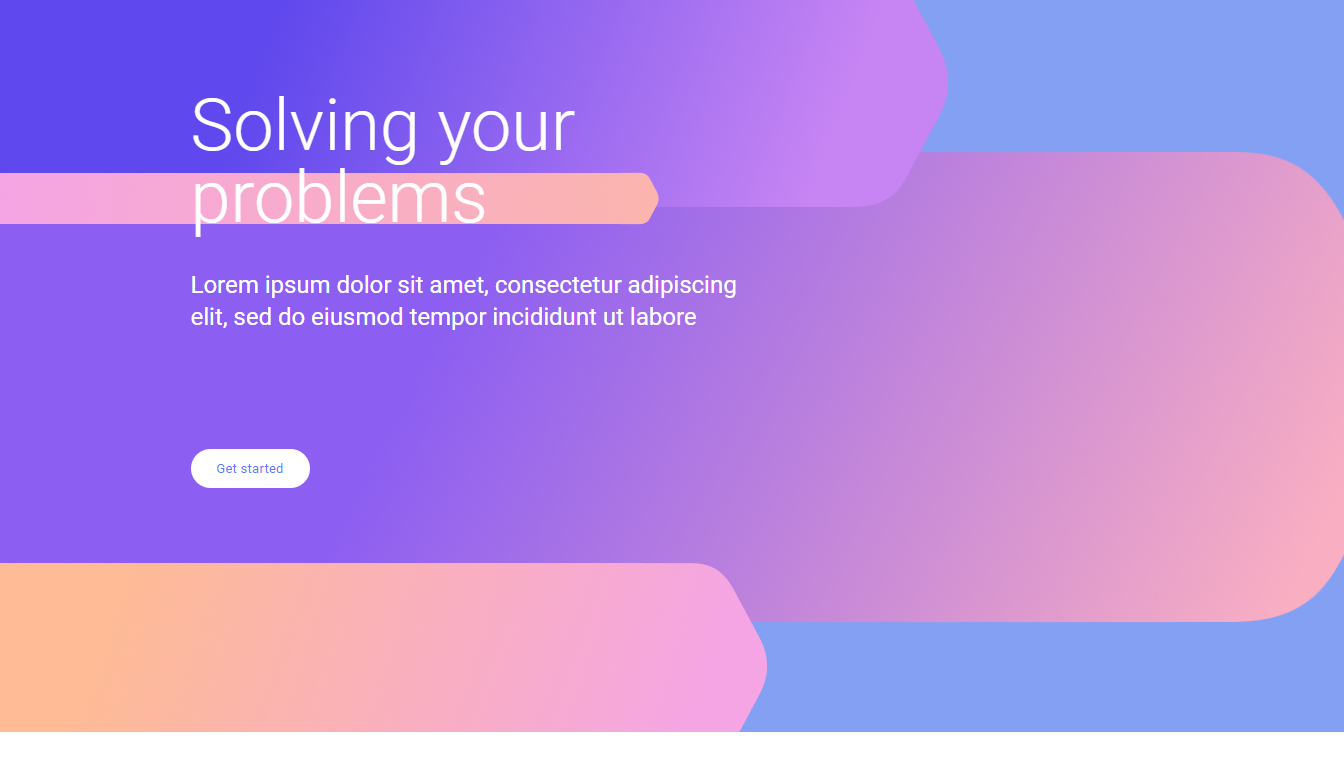 Solving your
problems
Lorem ipsum dolor sit amet, consectetur adipiscing
elit, sed do eiusmod tempor incididunt ut labore
Get started